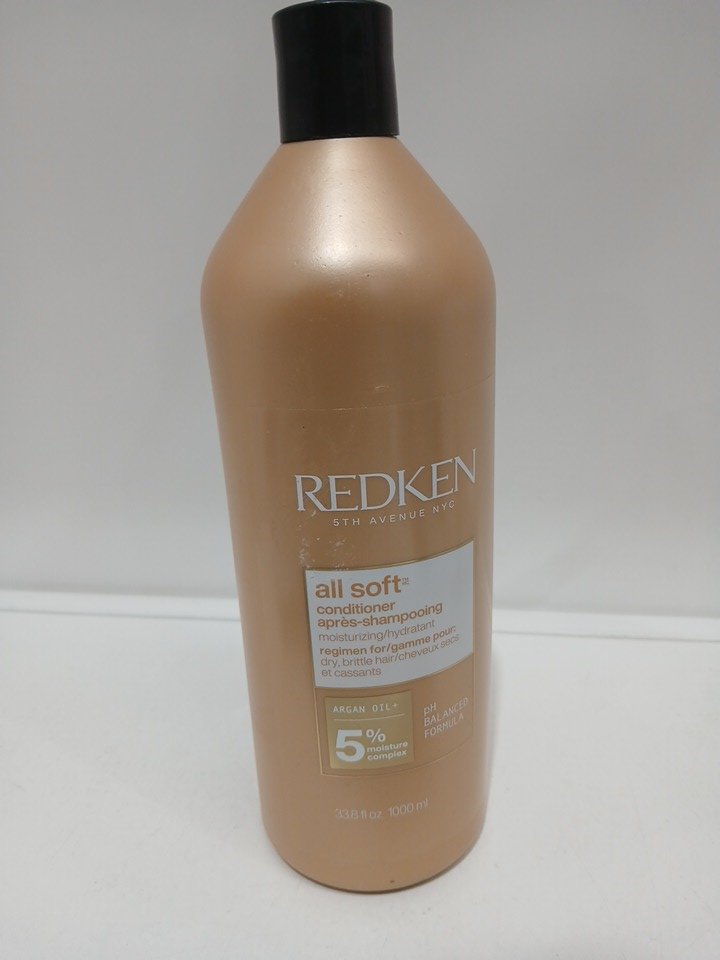 REDKEN
5TH AVENUE NYC
all soft
conditioner
après-shampooing
moisturizing/hydratant
regimen for/gamme pour:
dry, brittle hair/cheveux secs
et cassants
ARGAN OIL+
5%
moisture
complex
pH
BALANCED
FORMULA
33.8 fl oz 1000 ml